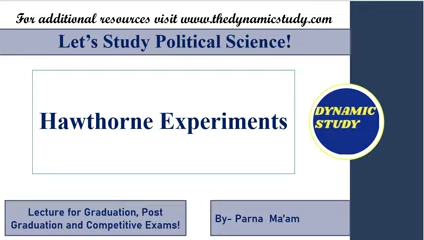 For additional resources visit www.thedynamicstudy.com
Let's Study Political Science!
Hawthorne Experiments
DYNAMIC
STUDY
Lecture for Graduation, Post
Graduation and Competitive Exams!
By- Parna Ma'am